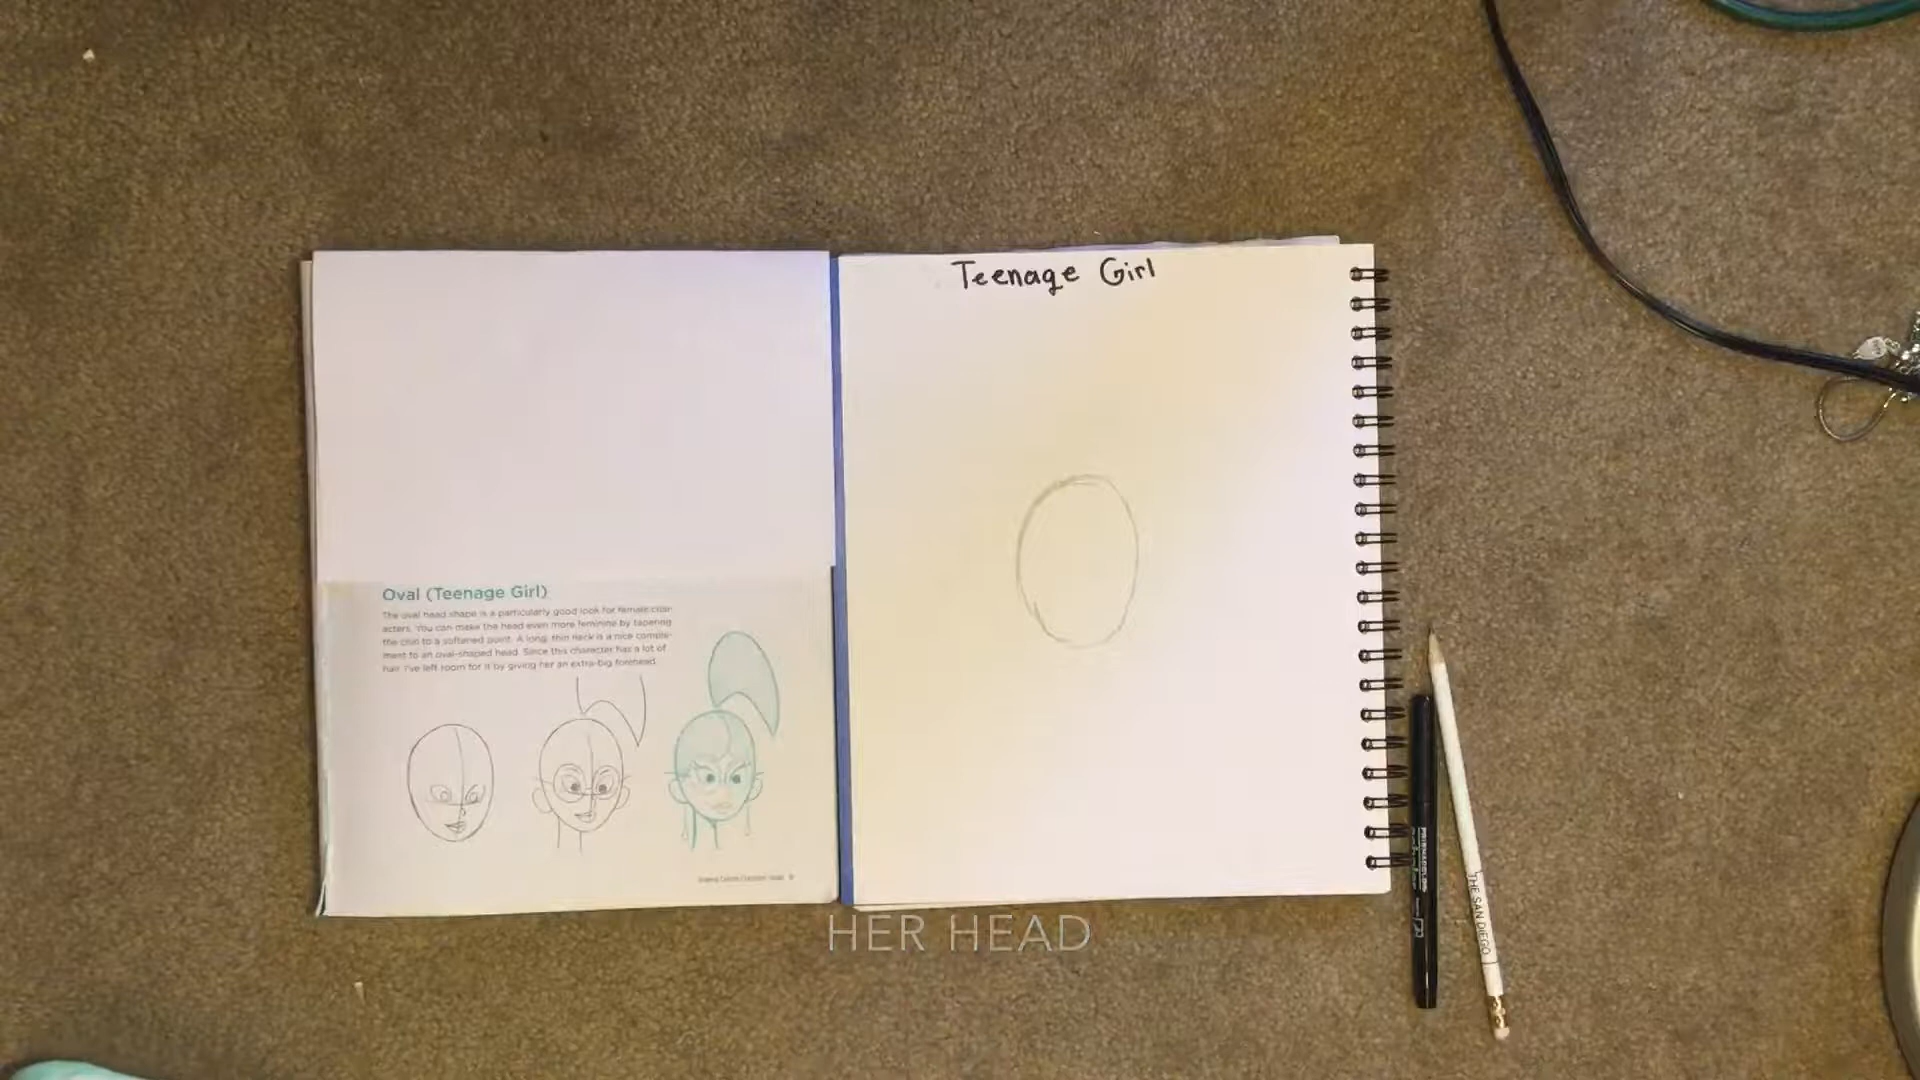 Teenage Girl
Oval (Teenage Girl)
The oval head shape is a particularly good look for female char-
acters. You can make the head even more feminine by tapering
the chin to a softened point. A long, thin neck is a nice comple-
ment to an oval-shaped head. Since this character has a lot of
hair, I've left room for it by giving her an extra-big forehead.
HER HEAD
THE SAN DIEGO